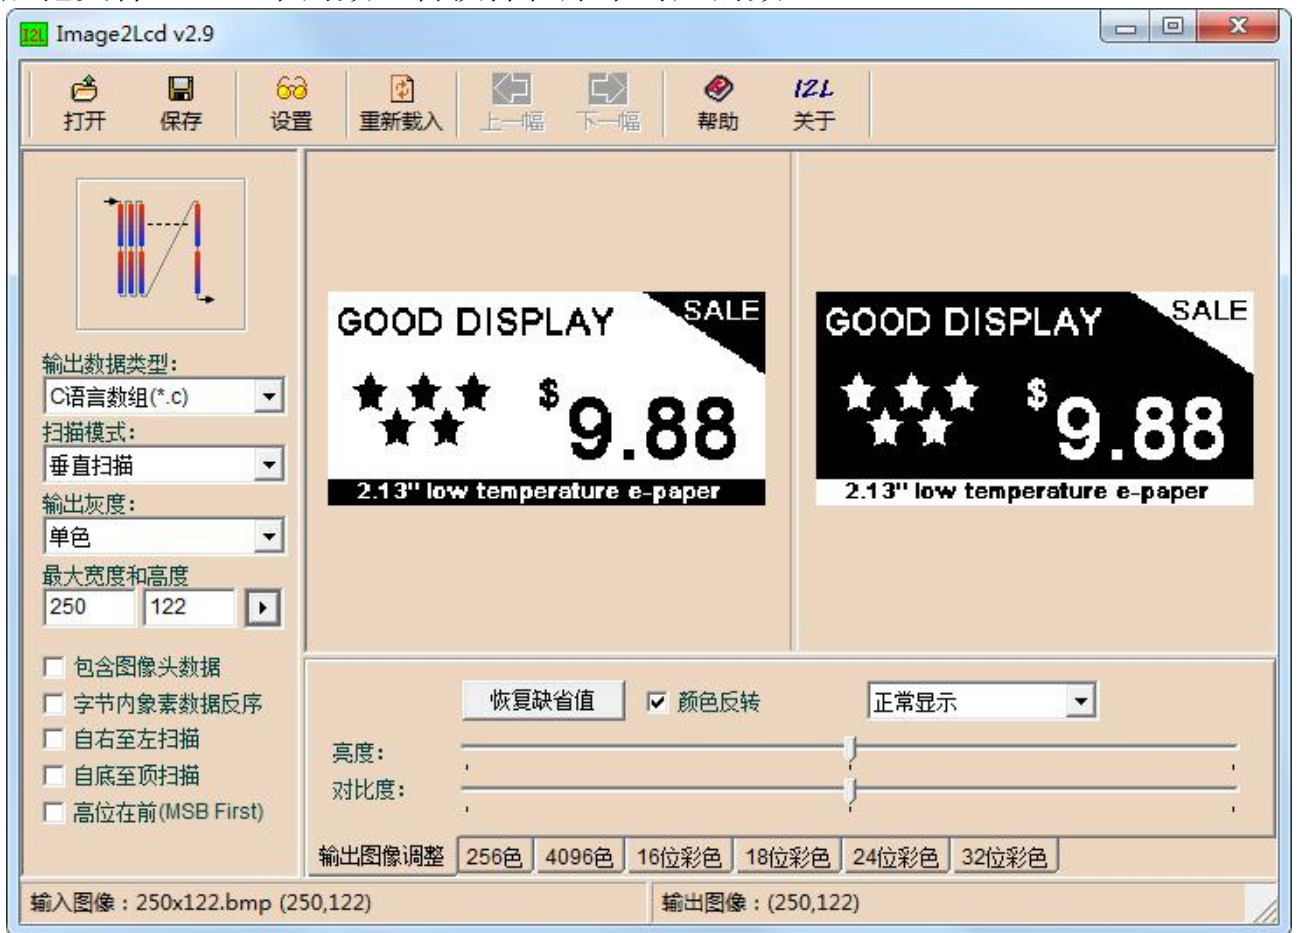 I2L Image2Lcd v2.9
打开 保存 设置 重新载入 上一幅 下一幅 帮助 I2L 关于
输出数据类型：
C语言数组(*.c)
扫描模式：
垂直扫描
输出灰度：
单色
最大宽度和高度
250 122
包含图像头数据
字节内象素数据反序
自右至左扫描
自底至顶扫描
高位在前(MSB First)
GOOD DISPLAY SALE
$9.88
2.13" low temperature e-paper
GOOD DISPLAY SALE
$9.88
2.13" low temperature e-paper
恢复缺省值 颜色反转 正常显示
亮度：
对比度：
输出图像调整 256色 4096色 16位彩色 18位彩色 24位彩色 32位彩色
输入图像：250x122.bmp (250,122) 输出图像：(250,122)